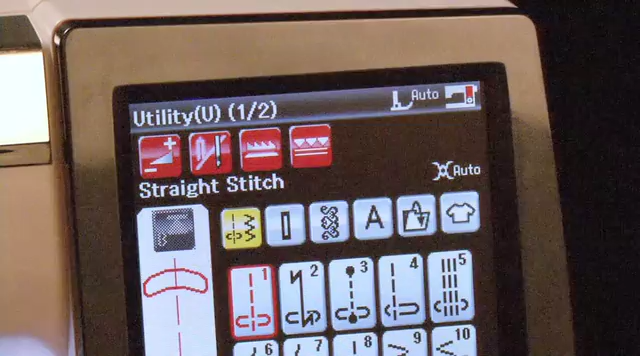 Utility(U) (1/2)
Auto
Straight Stitch
Auto
A
1 2 3 4 5
6 7 8 9 10